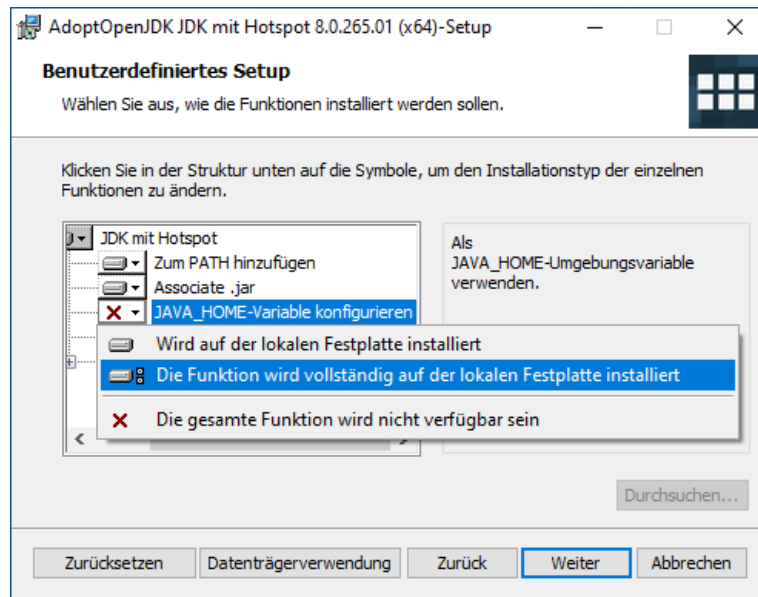 AdoptOpenJDK JDK mit Hotspot 8.0.265.01 (x64)-Setup
Benutzerdefiniertes Setup
Wählen Sie aus, wie die Funktionen installiert werden sollen.
Klicken Sie in der Struktur unten auf die Symbole, um den Installationstyp der einzelnen
Funktionen zu ändern.
JDK mit Hotspot
Zum PATH hinzufügen
Associate .jar
JAVA_HOME-Variable konfigurieren
Wird auf der lokalen Festplatte installiert
Die Funktion wird vollständig auf der lokalen Festplatte installiert
Die gesamte Funktion wird nicht verfügbar sein
Als
JAVA_HOME-Umgebungsvariable
verwenden.
Durchsuchen...
Zurücksetzen
Datenträgerverwendung
Zurück
Weiter
Abbrechen